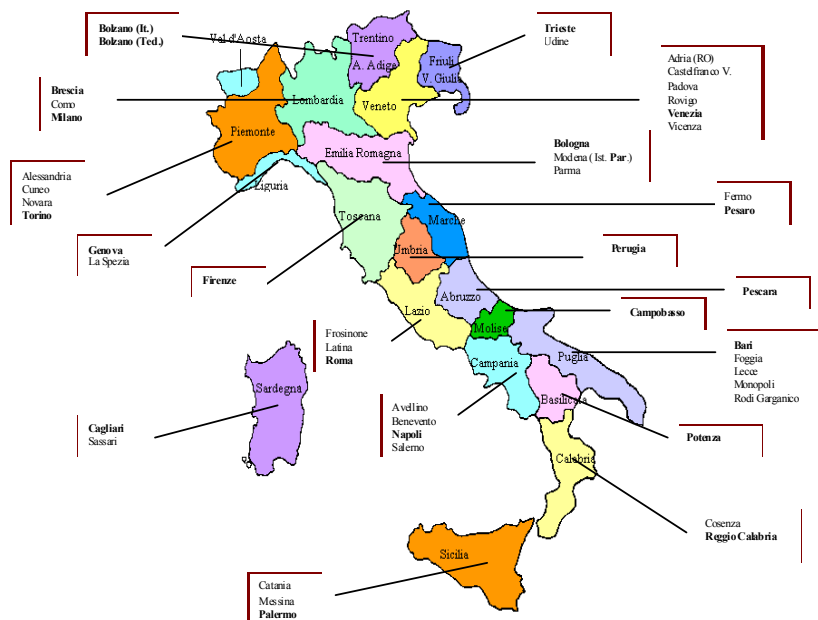 Bolzano (It.)
Bolzano (Ted.)
Val d'Aosta
Trentino
A. Adige
Friuli
V. Giulia
Trieste
Udine
Adria (RO)
Castelfranco V.
Padova
Rovigo
Venezia
Vicenza
Brescia
Como
Milano
Lombardia
Veneto
Piemonte
Emilia Romagna
Bologna
Modena (Ist. Par.)
Parma
Alessandria
Cuneo
Novara
Torino
Liguria
Toscana
Marche
Fermo
Pesaro
Genova
La Spezia
Umbria
Perugia
Firenze
Abruzzo
Pescara
Lazio
Molise
Campobasso
Frosinone
Latina
Roma
Campania
Puglia
Bari
Foggia
Lecce
Monopoli
Rodi Garganico
Sardegna
Basilicata
Avellino
Benevento
Napoli
Salerno
Cagliari
Sassari
Potenza
Calabria
Cosenza
Reggio Calabria
Sicilia
Catania
Messina
Palermo